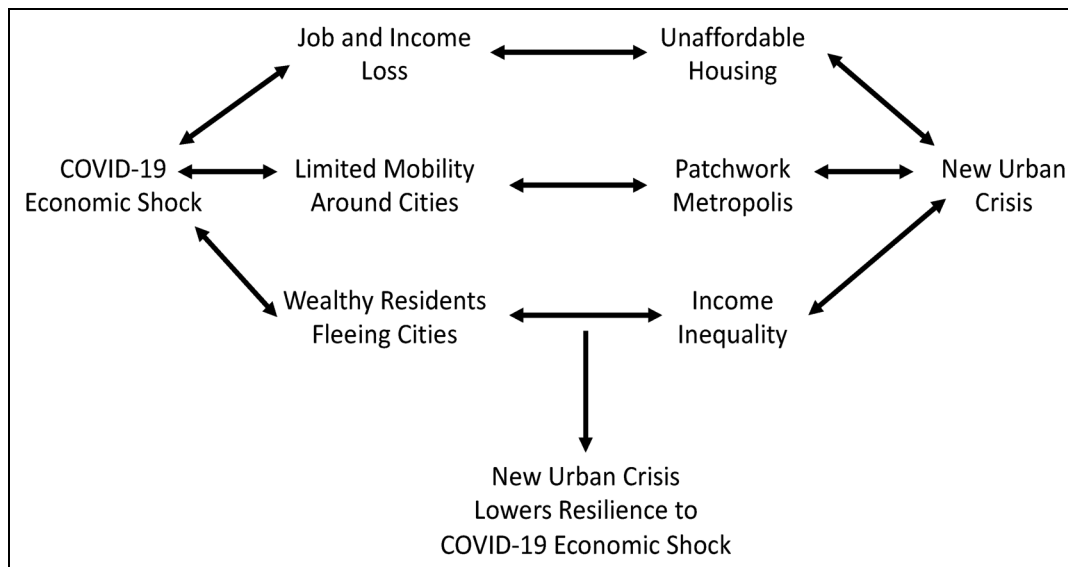 Job and Income
Loss
Unaffordable
Housing
COVID-19
Economic Shock
Limited Mobility
Around Cities
Patchwork
Metropolis
New Urban
Crisis
Wealthy Residents
Fleeing Cities
Income
Inequality
New Urban Crisis
Lowers Resilience to
COVID-19 Economic Shock